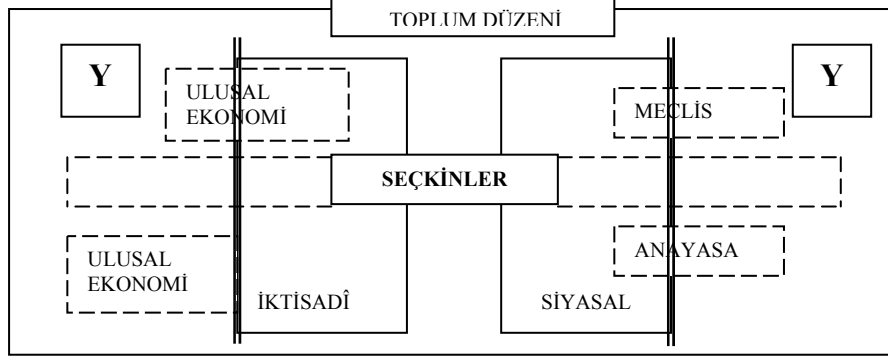 TOPLUM DÜZENİ
Y
Y
ULUSAL
EKONOMİ
MECLİS
SEÇKİNLER
ULUSAL
EKONOMİ
ANAYASA
İKTİSADÎ
SİYASAL